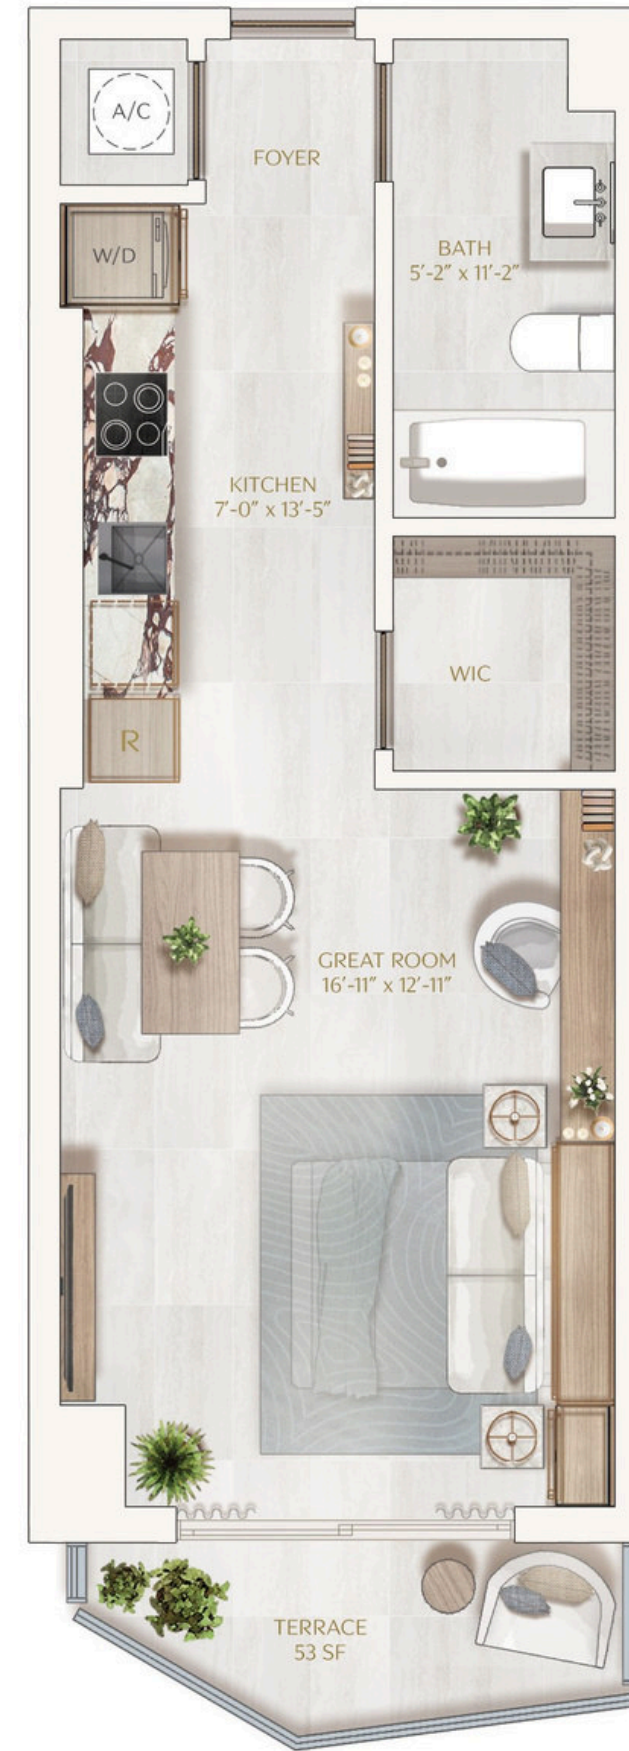 A/C
FOYER
W/D
BATH
5'-2" x 11'-2"
KITCHEN
7'-0" x 13'-5"
WIC
R
GREAT ROOM
16'-11" x 12'-11"
TERRACE
53 SF